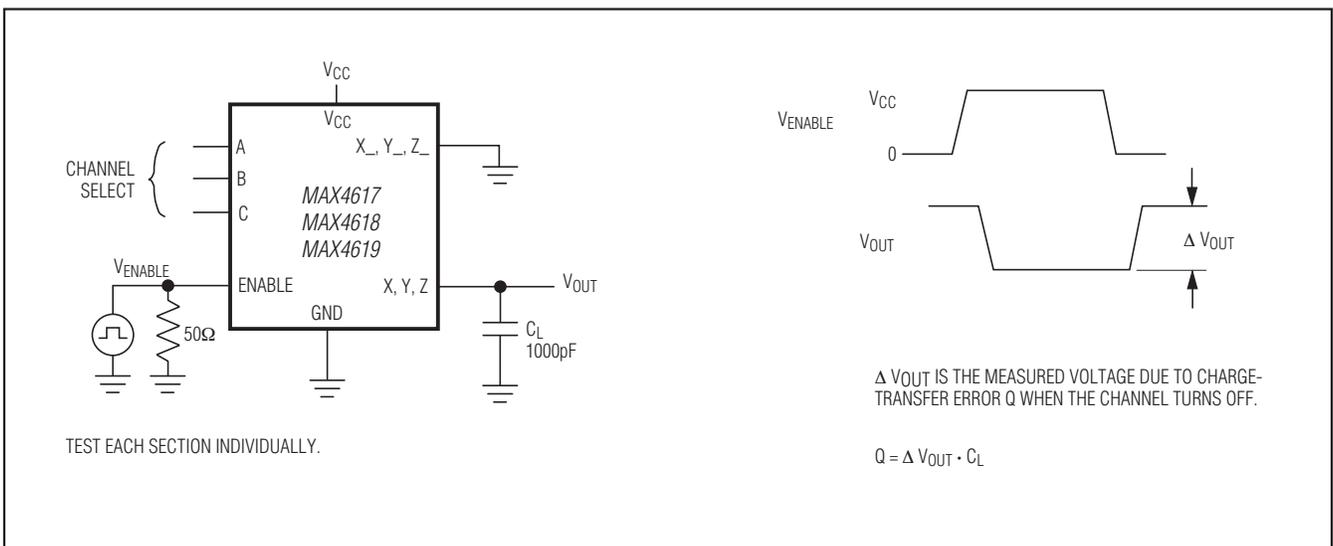 VCC
VCC
A
X_, Y_, Z_
CHANNEL
SELECT
B
C
MAX4617
MAX4618
MAX4619
VENABLE
ENABLE
X, Y, Z
VOUT
50Ω
GND
CL
1000pF
TEST EACH SECTION INDIVIDUALLY.
VENABLE
VCC
0
VOUT
Δ VOUT
Δ VOUT IS THE MEASURED VOLTAGE DUE TO CHARGE-
TRANSFER ERROR Q WHEN THE CHANNEL TURNS OFF.
Q = Δ VOUT · CL